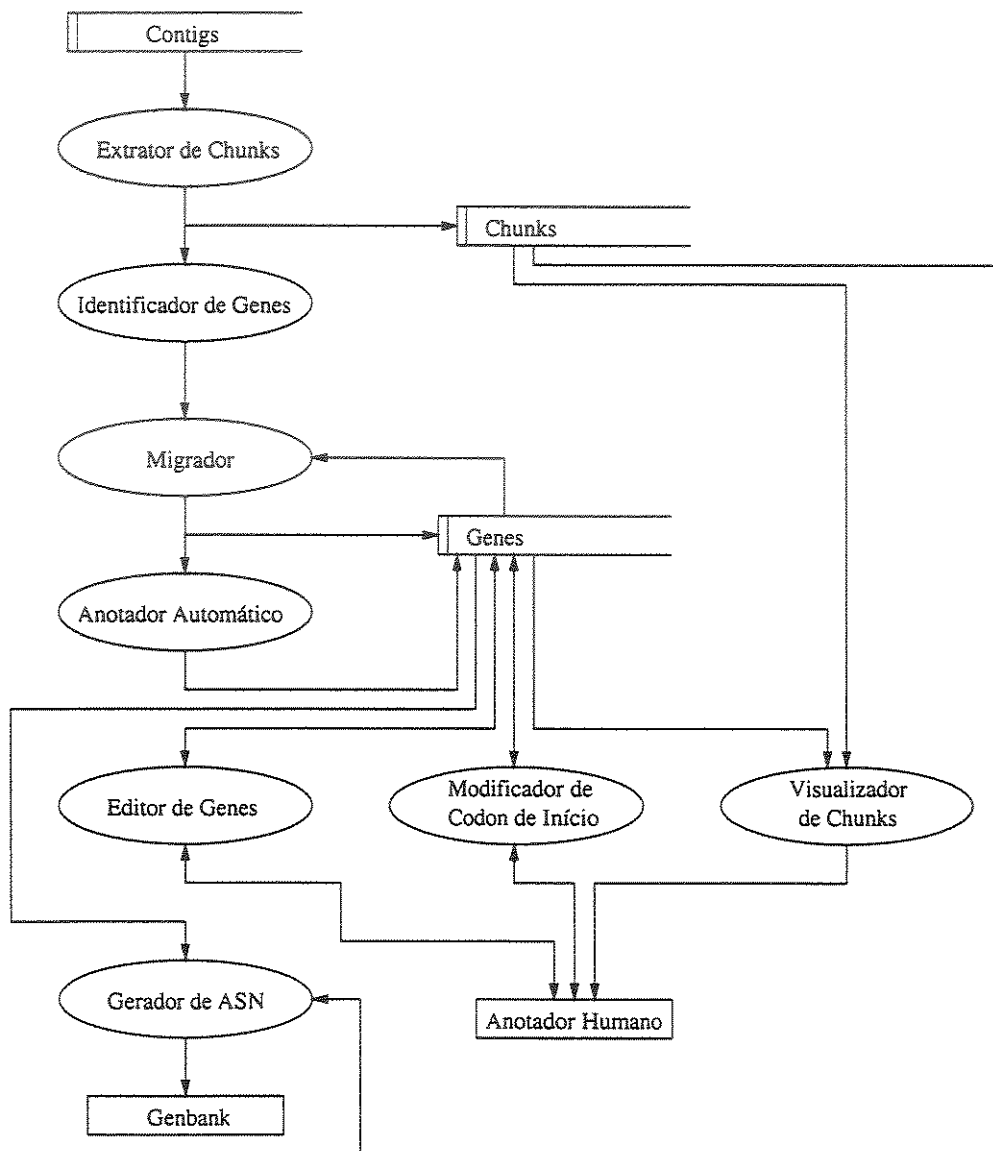 Contigs
Extrator de Chunks
Chunks
Identificador de Genes
Migrador
Genes
Anotador Automático
Editor de Genes
Modificador de
Codon de Início
Visualizador
de Chunks
Gerador de ASN
Anotador Humano
Genbank